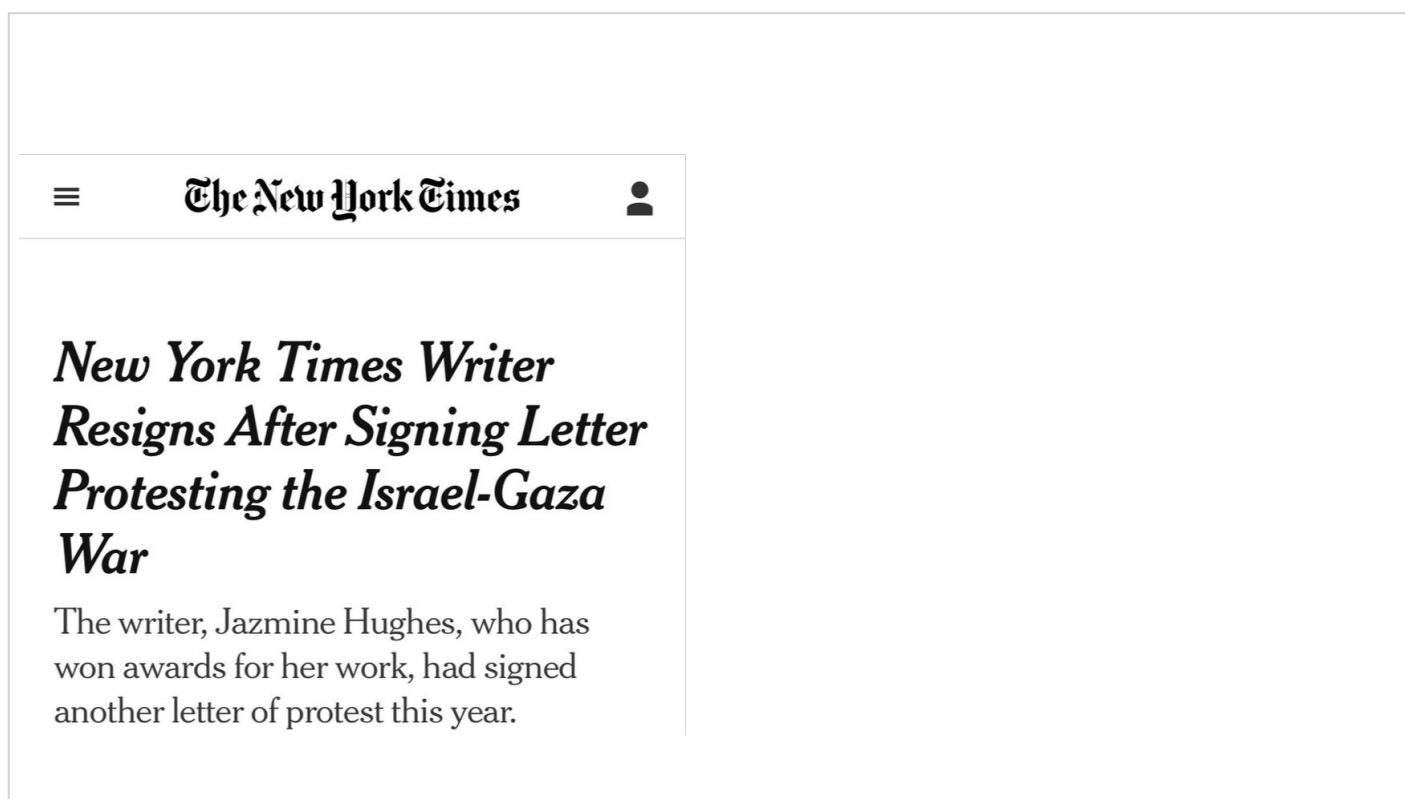 The New York Times
New York Times Writer
Resigns After Signing Letter
Protesting the Israel-Gaza
War
The writer, Jazmine Hughes, who has
won awards for her work, had signed
another letter of protest this year.